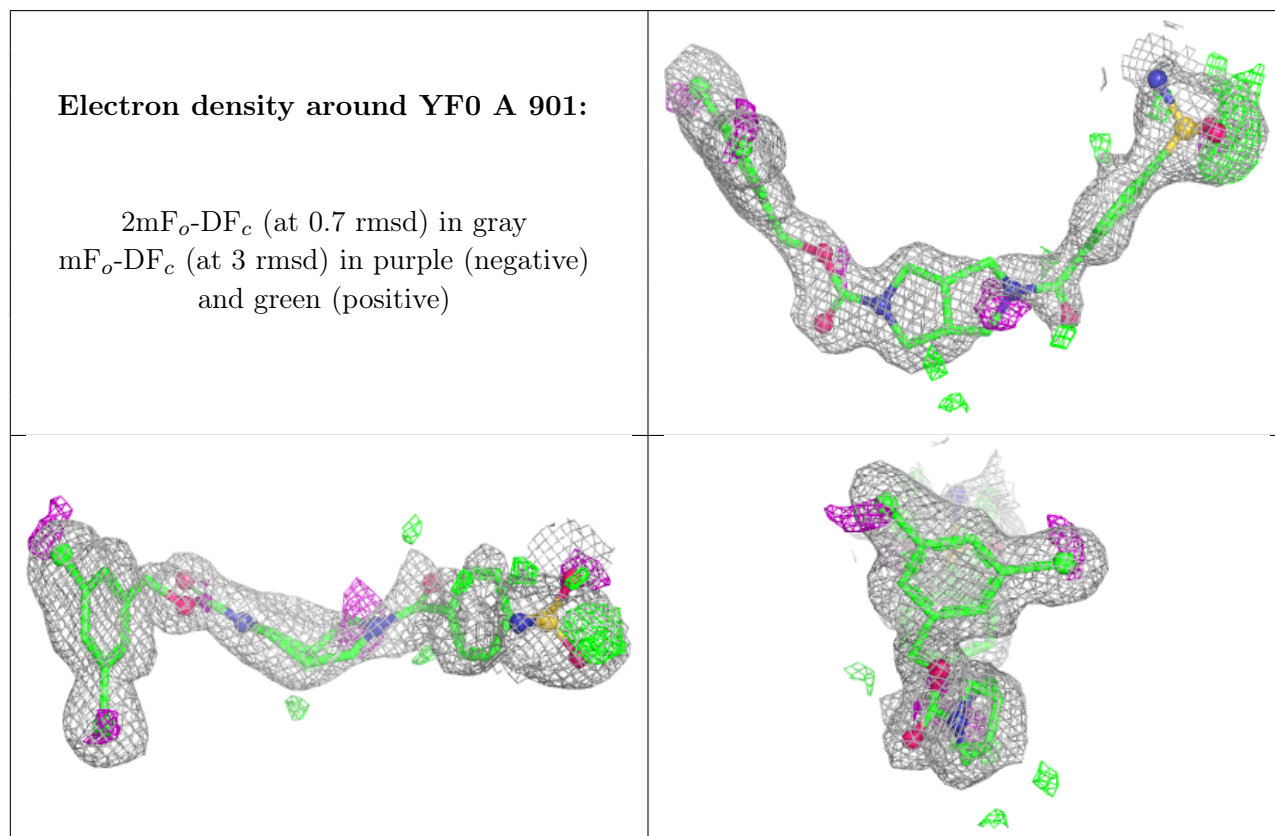 Electron density around YF0 A 901:
2mFo-DFc (at 0.7 rmsd) in gray
mFo-DFc (at 3 rmsd) in purple (negative)
and green (positive)